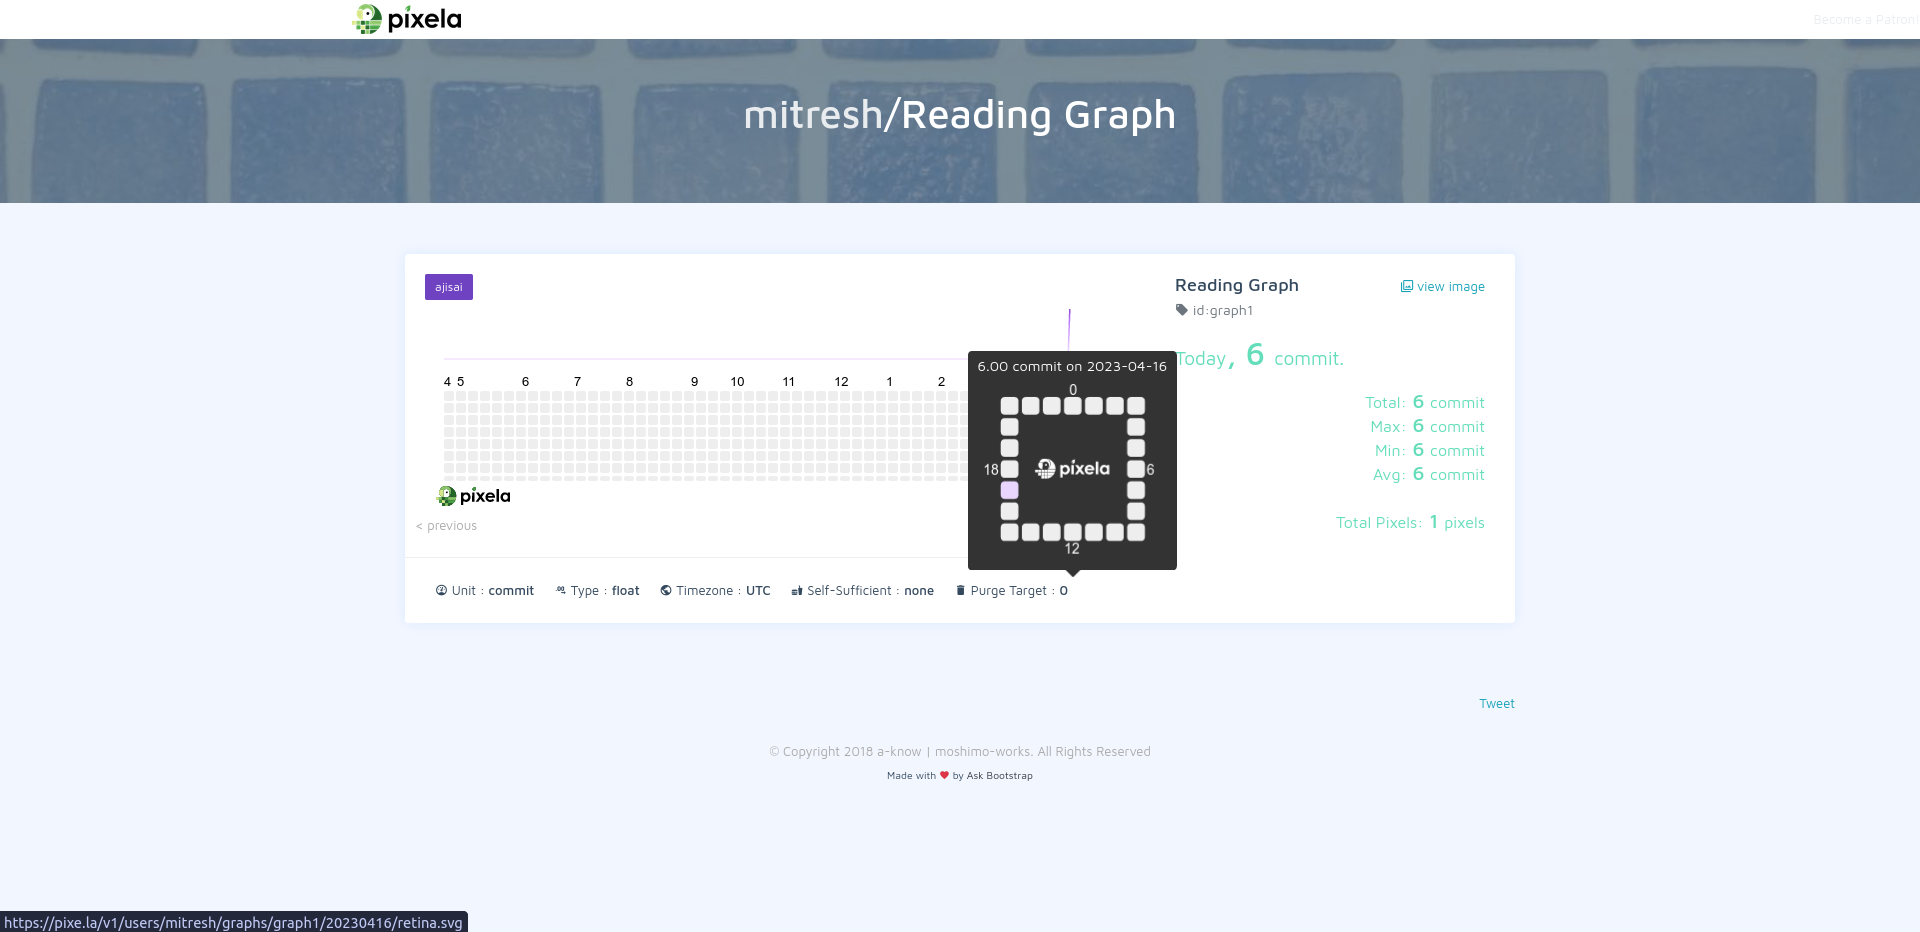 pixela
Become a Patron!
mitresh/Reading Graph
ajisai
4 5 6 7 8 9 10 11 12 1 2
pixela
< previous
6.00 commit on 2023-04-16
0
18 pixela 6
12
Reading Graph
view image
id:graph1
Today, 6 commit.
Total: 6 commit
Max: 6 commit
Min: 6 commit
Avg: 6 commit
Total Pixels: 1 pixels
Unit : commit Type : float Timezone : UTC Self-Sufficient : none Purge Target : 0
Tweet
© Copyright 2018 a-know | moshimo-works. All Rights Reserved
Made with ❤ by Ask Bootstrap
https://pixe.la/v1/users/mitresh/graphs/graph1/20230416/retina.svg